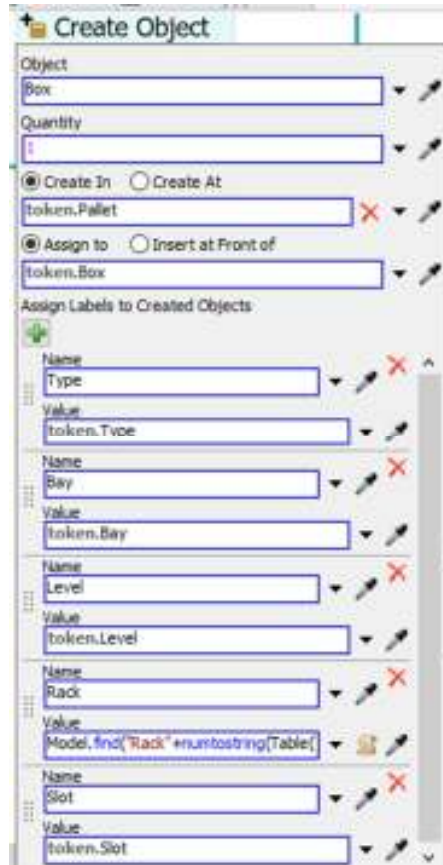 Create Object
Object
Box
Quantity
1
Create In Create At
token.Pallet
Assign to Insert at Front of
token.Box
Assign Labels to Created Objects
Name
Type
Value
token.Type
Name
Bay
Value
token.Bay
Name
Level
Value
token.Level
Name
Rack
Value
Model.find("Rack"+numtostring(Table(
Name
Slot
Value
token.Slot